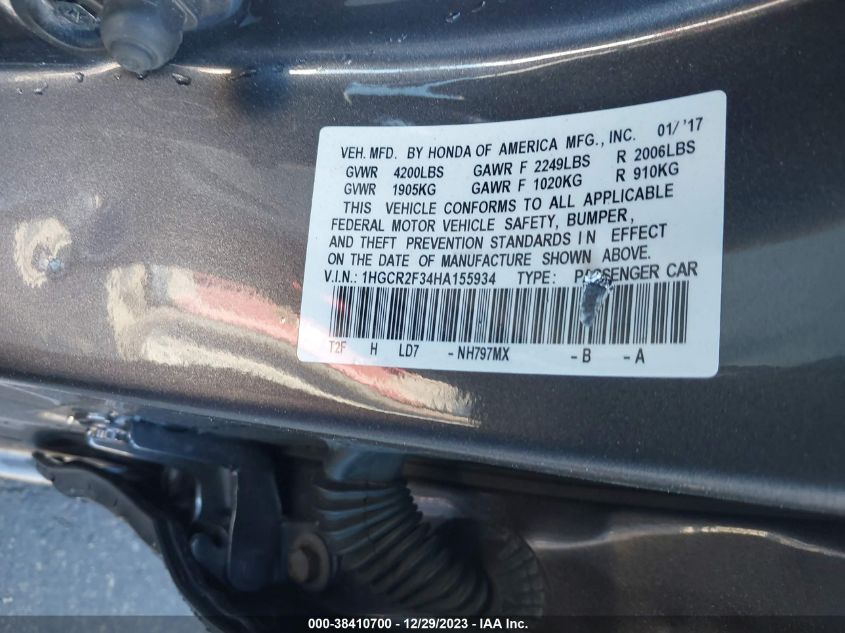 VEH. MFD. BY HONDA OF AMERICA MFG., INC. 01/ '17
GVWR 4200LBS GAWR F 2249LBS R 2006LBS
GVWR 1905KG GAWR F 1020KG R 910KG
THIS VEHICLE CONFORMS TO ALL APPLICABLE
FEDERAL MOTOR VEHICLE SAFETY, BUMPER,
AND THEFT PREVENTION STANDARDS IN EFFECT
ON THE DATE OF MANUFACTURE SHOWN ABOVE.
V.I.N.: 1HGCR2F34HA155934 TYPE: PASSENGER CAR
T2F H LD7 - NH797MX - B - A
000-38410700 - 12/29/2023 - IAA Inc.